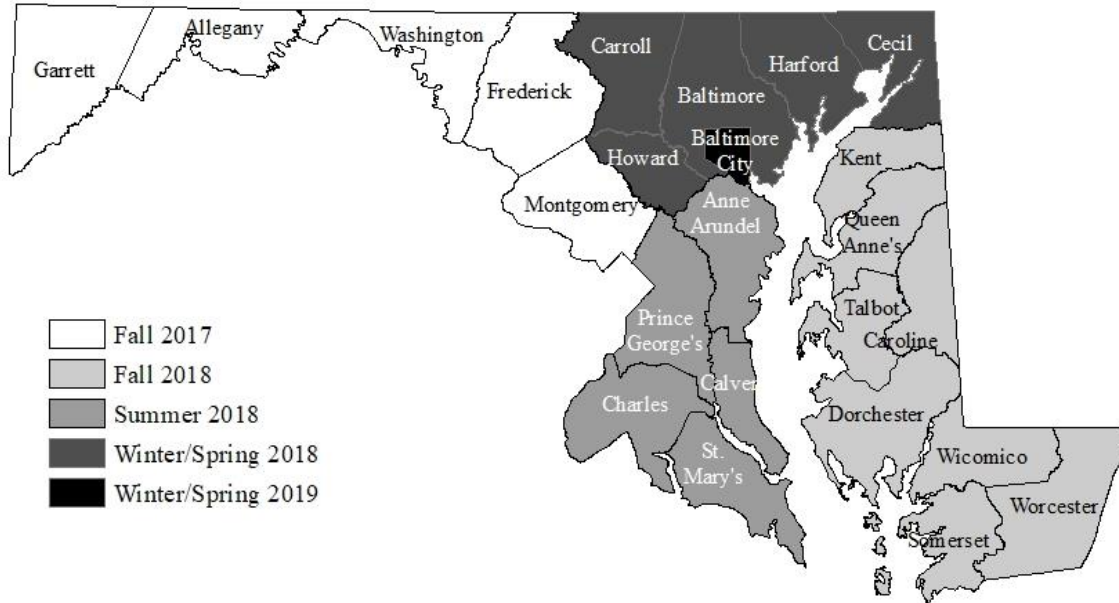 Garrett
Allegany
Washington
Frederick
Montgomery
Carroll
Baltimore
Harford
Cecil
Baltimore
City
Howard
Anne
Arundel
Kent
Queen
Anne's
Talbot
Caroline
Prince
George's
Calver
Charles
St.
Mary's
Dorchester
Wicomico
Worcester
Somerset
Fall 2017
Fall 2018
Summer 2018
Winter/Spring 2018
Winter/Spring 2019